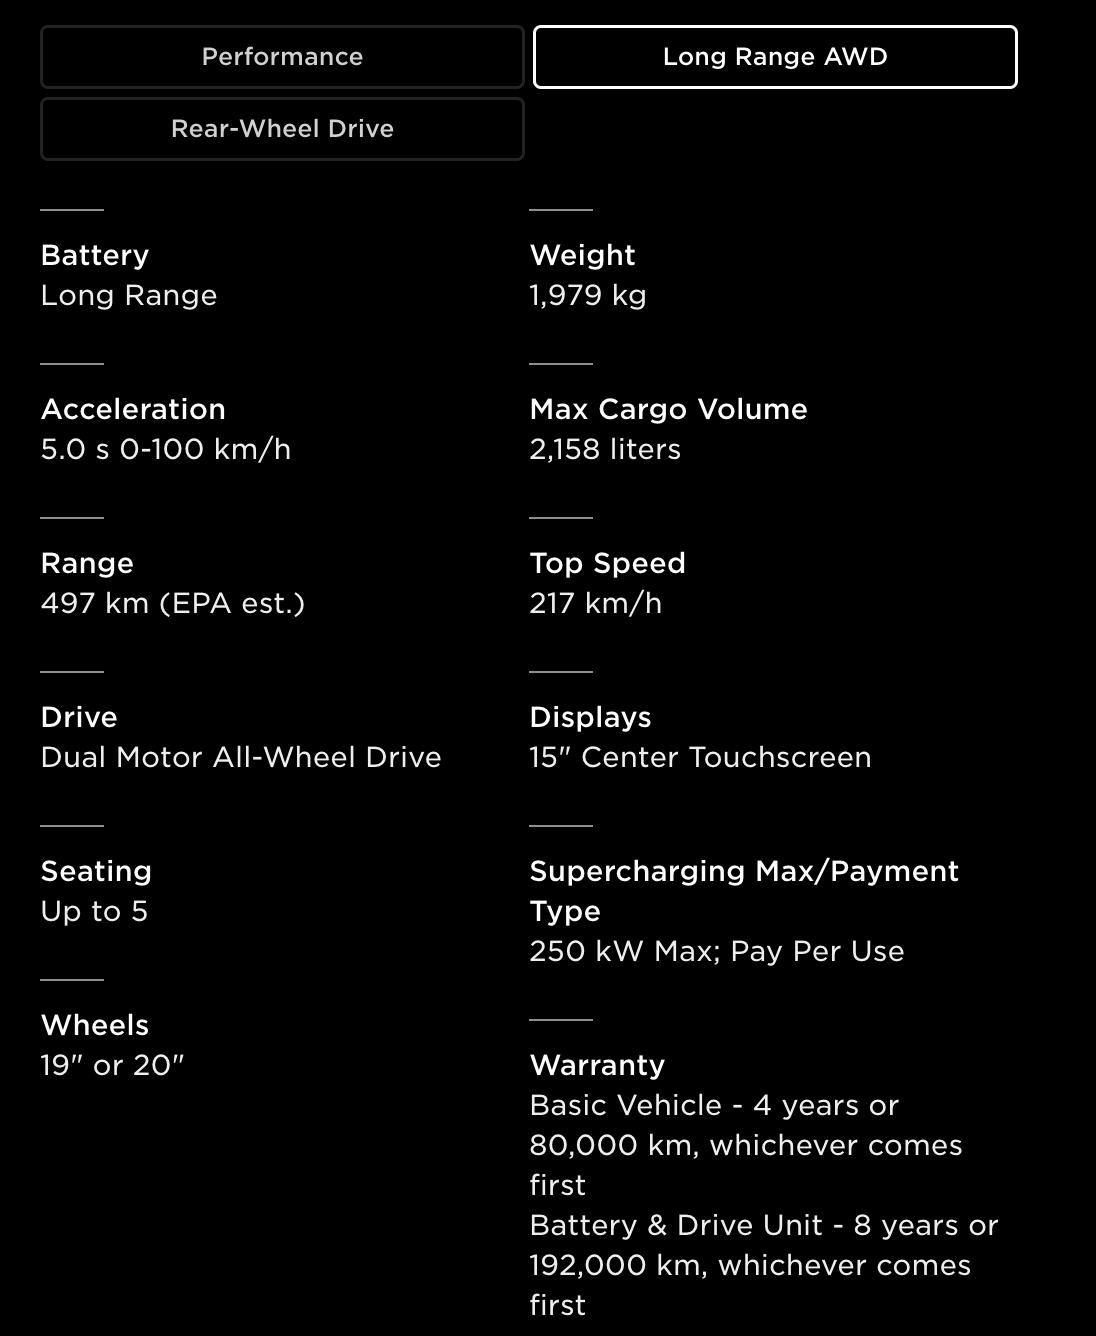 Performance
Long Range AWD
Rear-Wheel Drive
Battery
Long Range
Acceleration
5.0 s 0-100 km/h
Range
497 km (EPA est.)
Drive
Dual Motor All-Wheel Drive
Seating
Up to 5
Wheels
19" or 20"
Weight
1,979 kg
Max Cargo Volume
2,158 liters
Top Speed
217 km/h
Displays
15" Center Touchscreen
Supercharging Max/Payment
Type
250 kW Max; Pay Per Use
Warranty
Basic Vehicle - 4 years or
80,000 km, whichever comes
first
Battery & Drive Unit - 8 years or
192,000 km, whichever comes
first